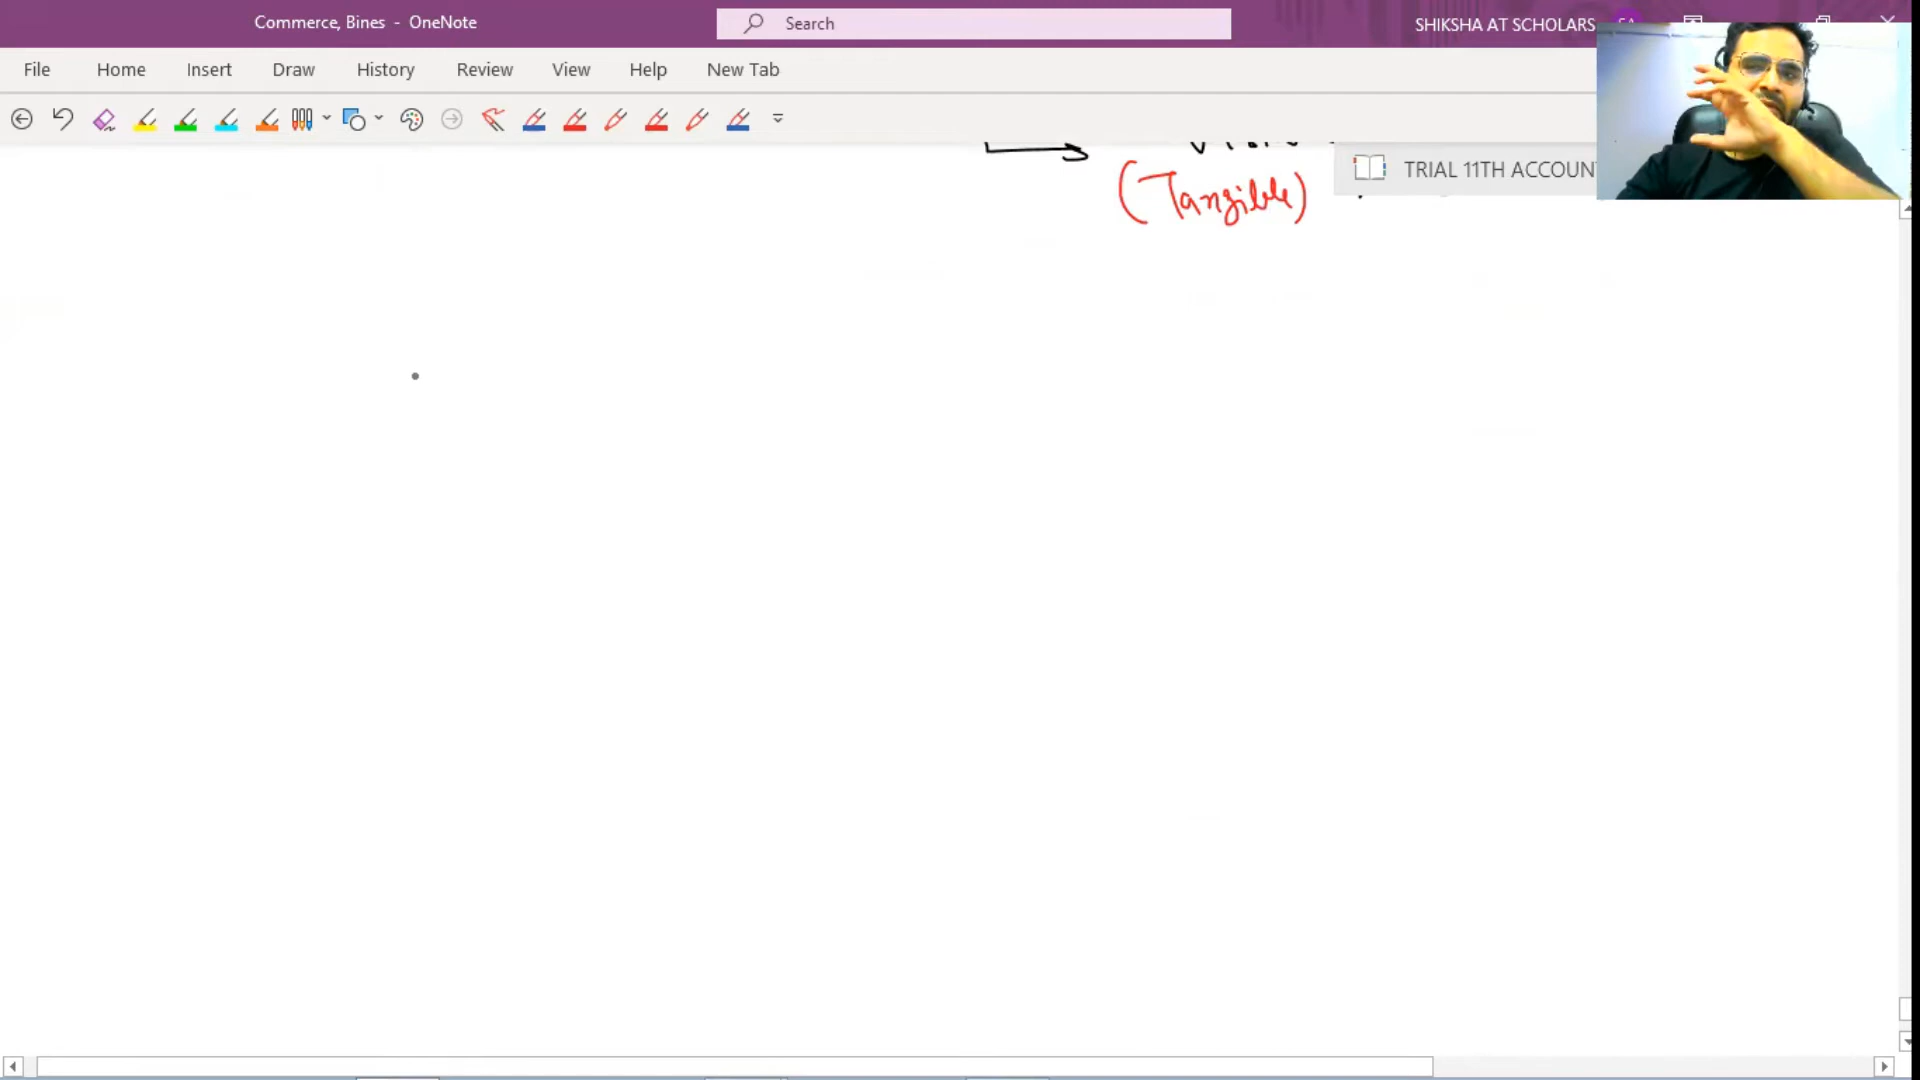 Commerce, Bines - OneNote
Search
SHIKSHA AT SCHOLARS
File Home Insert Draw History Review View Help New Tab
TRIAL 11TH ACCOUN
(Tangible)